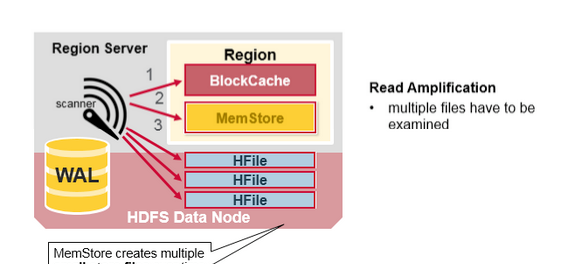 Region Server
Region
1
BlockCache
scanner
2
MemStore
3
WAL
HFile
HFile
HFile
HDFS Data Node
MemStore creates multiple
Read Amplification
• multiple files have to be
examined